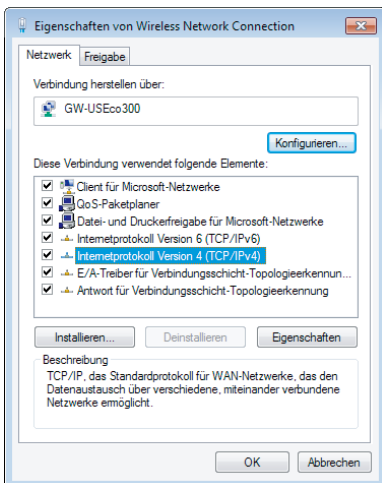 Eigenschaften von Wireless Network Connection
Netzwerk
Freigabe
Verbindung herstellen über:
GW-USEco300
Konfigurieren...
Diese Verbindung verwendet folgende Elemente:
Client für Microsoft-Netzwerke
QoS-Paketplaner
Datei- und Druckerfreigabe für Microsoft-Netzwerke
Internetprotokoll Version 6 (TCP/IPv6)
Internetprotokoll Version 4 (TCP/IPv4)
E/A-Treiber für Verbindungsschicht-Topologieerkennun...
Antwort für Verbindungsschicht-Topologieerkennung
Installieren...
Deinstallieren
Eigenschaften
Beschreibung
TCP/IP, das Standardprotokoll für WAN-Netzwerke, das den
Datenaustausch über verschiedene, miteinander verbundene
Netzwerke ermöglicht.
OK
Abbrechen